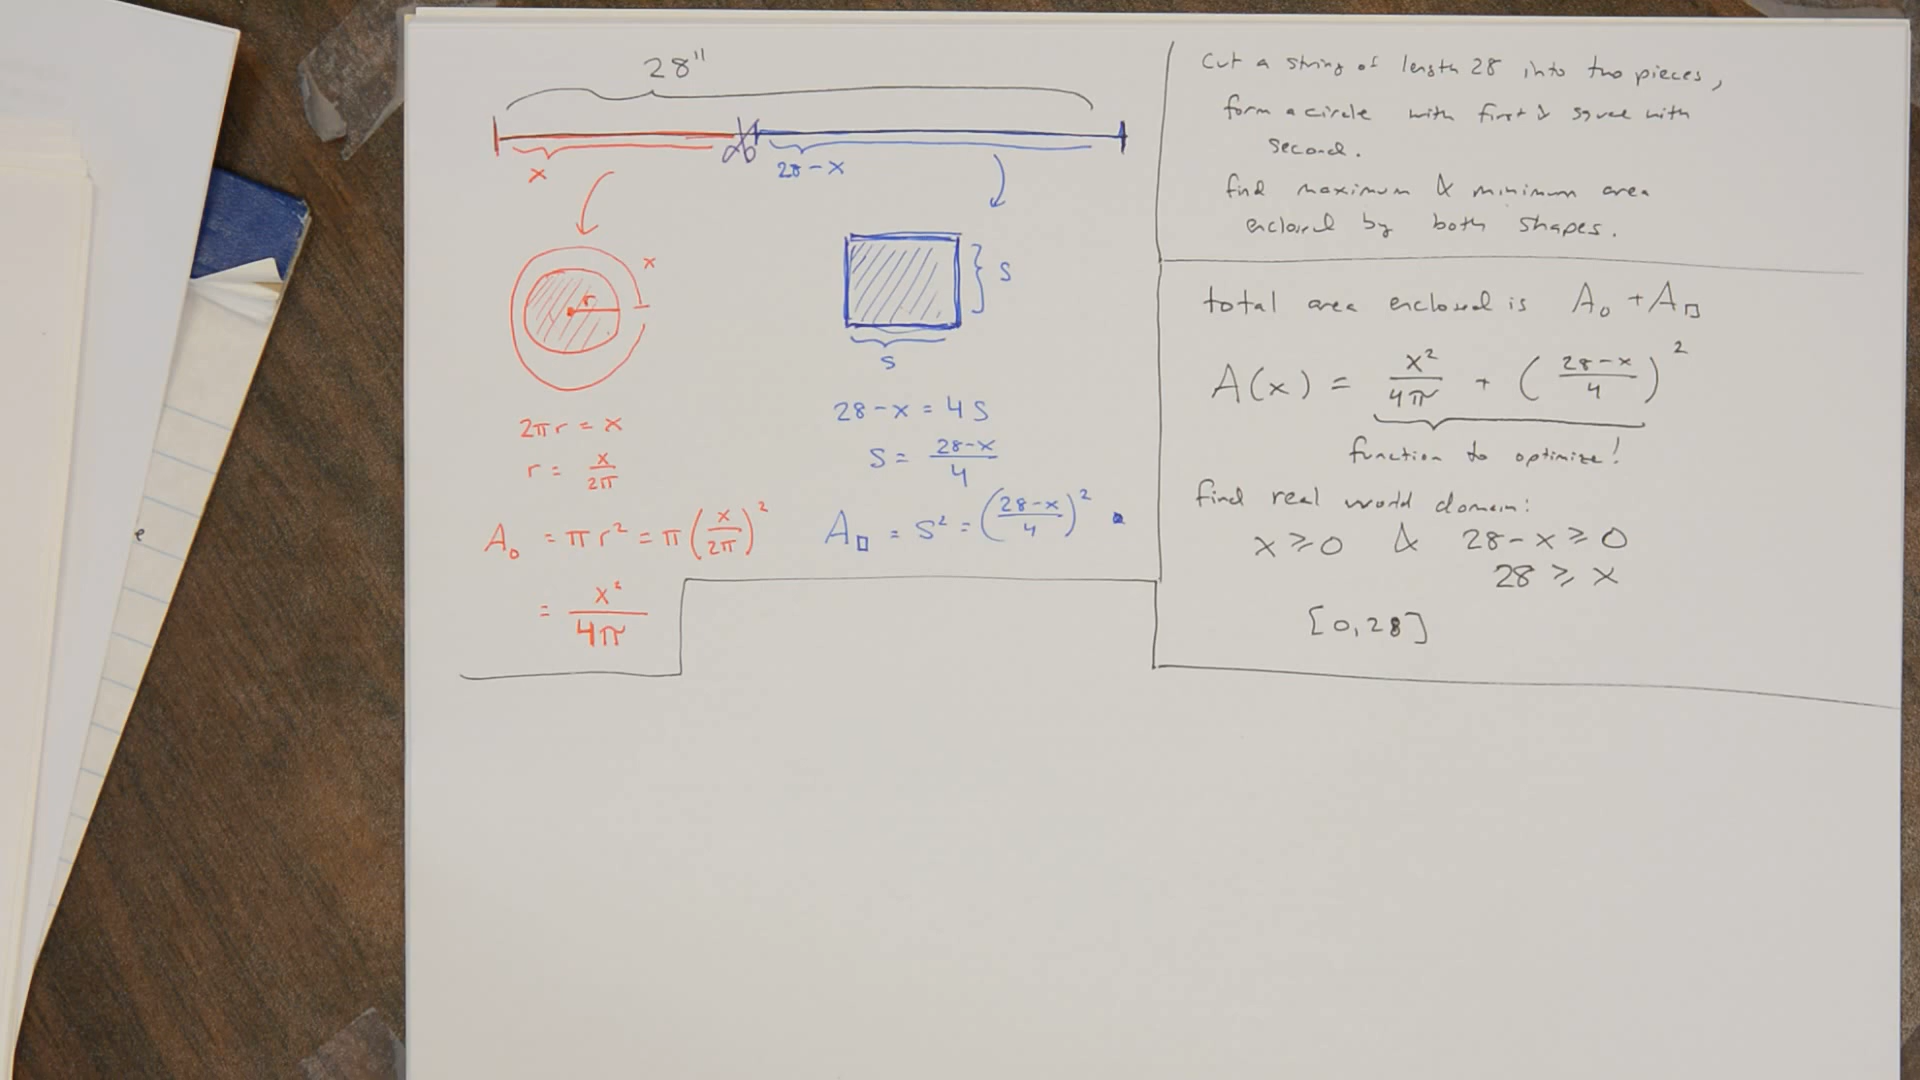 28"
x
28-x
x
r
s
s
2πr = x
r = x/2π
A○ = πr² = π(x/2π)²
= x²/4π
28-x = 4s
s = (28-x)/4
A□ = s² = ((28-x)/4)²
Cut a string of length 28 into two pieces,
form a circle with first & square with
second.
find maximum & minimum area
enclosed by both shapes.
total area enclosed is A○ + A□
A(x) = x²/4π + ((28-x)/4)²
function to optimize!
find real world domain:
x ≥ 0 & 28-x ≥ 0
28 ≥ x
[0,28]
e